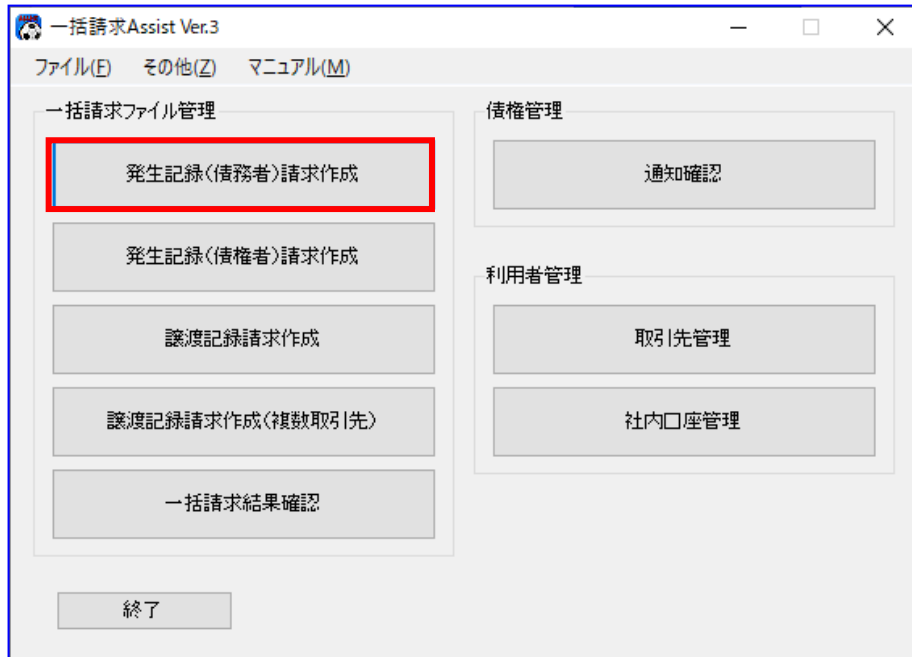 一括請求Assist Ver.3
ファイル(F) その他(Z) マニュアル(M)
一括請求ファイル管理
発生記録(債務者)請求作成
発生記録(債権者)請求作成
譲渡記録請求作成
譲渡記録請求作成(複数取引先)
一括請求結果確認
債権管理
通知確認
利用者管理
取引先管理
社内口座管理
終了